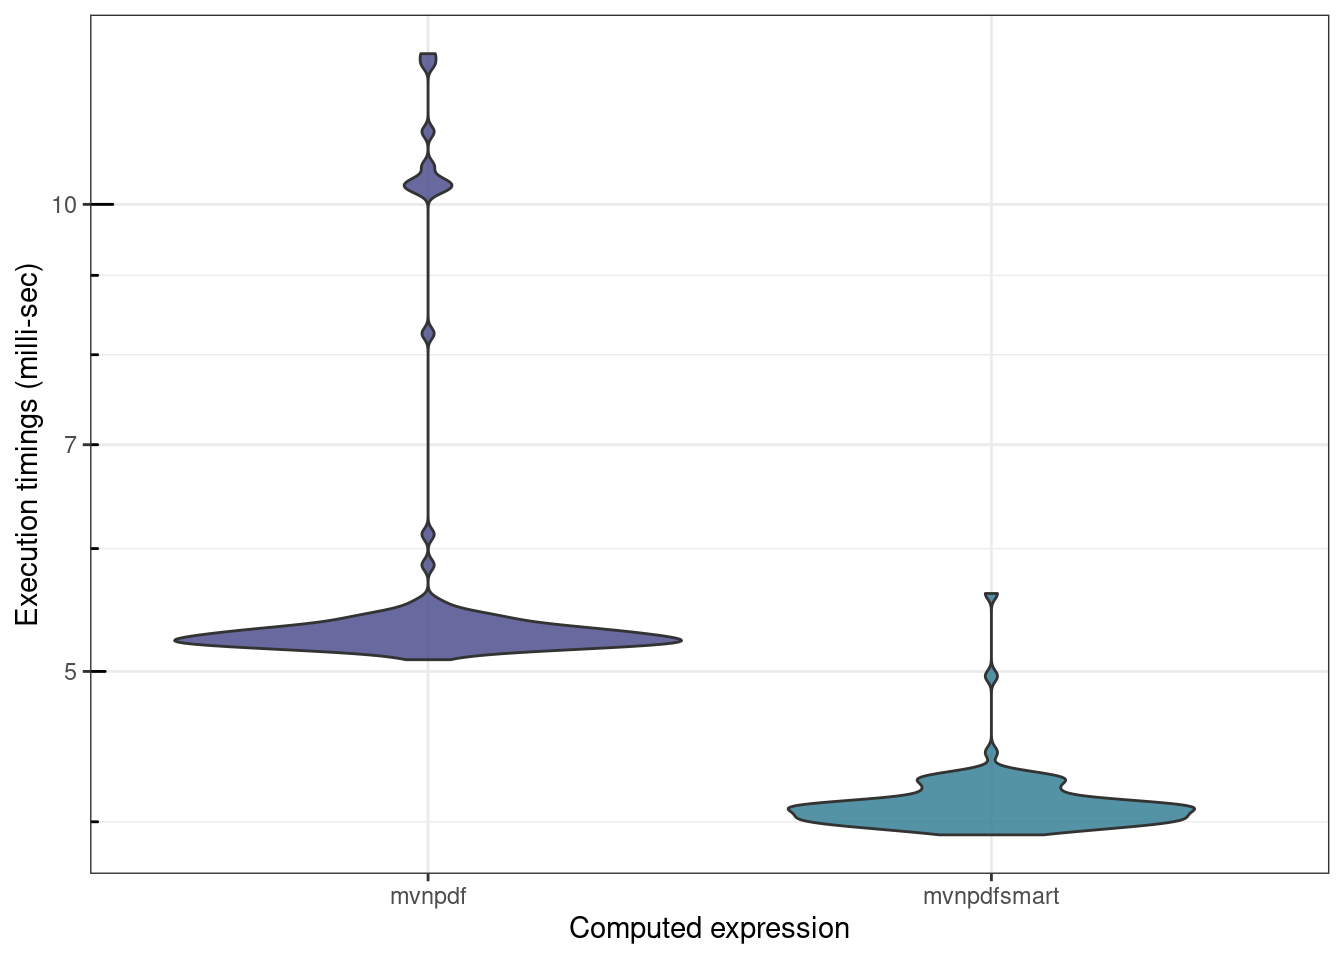 Execution timings (milli-sec)
10
7
5
mvnpdf
mvnpdfsmart
Computed expression